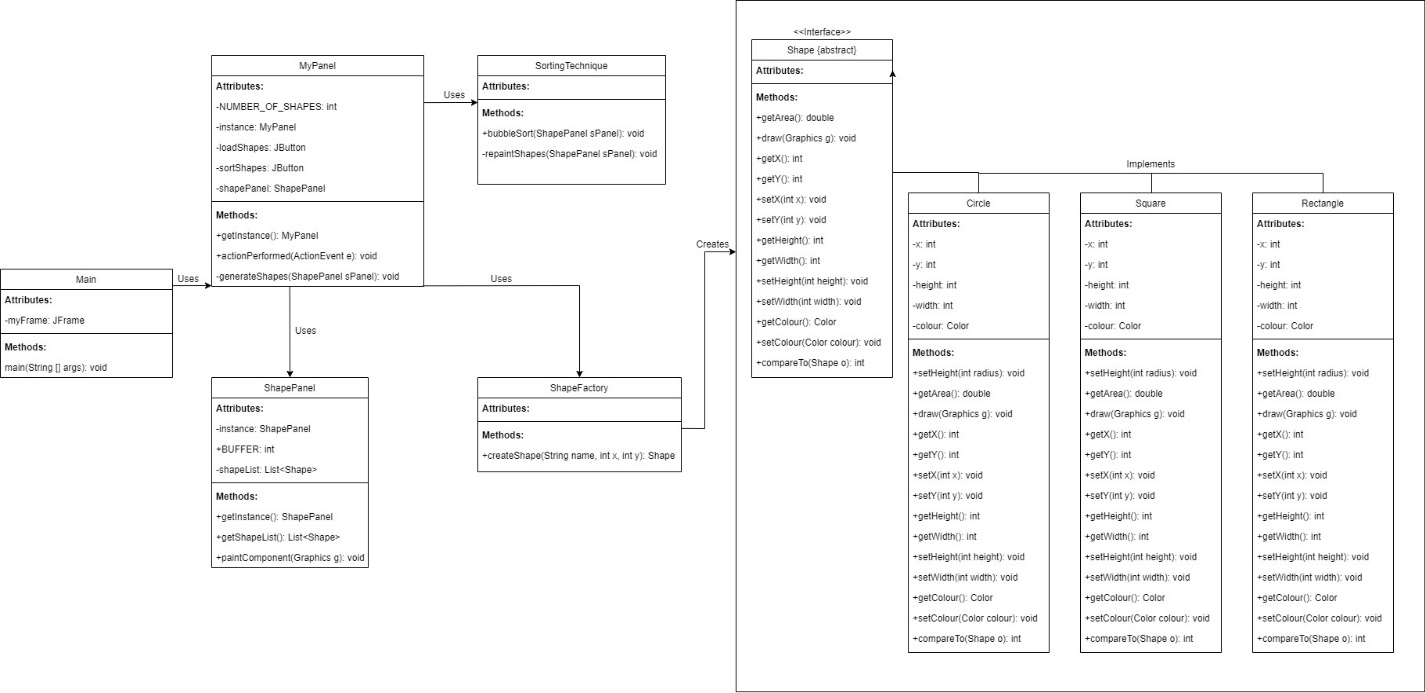 Main
Attributes:
-myFrame: JFrame
Methods:
main(String [] args): void
Uses
MyPanel
Attributes:
-NUMBER_OF_SHAPES: int
-instance: MyPanel
-loadShapes: JButton
-sortShapes: JButton
-shapePanel: ShapePanel
Methods:
+getInstance(): MyPanel
+actionPerformed(ActionEvent e): void
-generateShapes(ShapePanel sPanel): void
Uses
SortingTechnique
Attributes:
Methods:
+bubbleSort(ShapePanel sPanel): void
-repaintShapes(ShapePanel sPanel): void
Uses
ShapePanel
Attributes:
-instance: ShapePanel
+BUFFER: int
-shapeList: List<Shape>
Methods:
+getInstance(): ShapePanel
+getShapeList(): List<Shape>
+paintComponent(Graphics g): void
Uses
ShapeFactory
Attributes:
Methods:
+createShape(String name, int x, int y): Shape
Creates
<<Interface>>
Shape {abstract}
Attributes:
Methods:
+getArea(): double
+draw(Graphics g): void
+getX(): int
+getY(): int
+setX(int x): void
+setY(int y): void
+getHeight(): int
+getWidth(): int
+setHeight(int height): void
+setWidth(int width): void
+getColour(): Color
+setColour(Color colour): void
+compareTo(Shape o): int
Implements
Circle
Attributes:
-x: int
-y: int
-height: int
-width: int
-colour: Color
Methods:
+setHeight(int radius): void
+getArea(): double
+draw(Graphics g): void
+getX(): int
+getY(): int
+setX(int x): void
+setY(int y): void
+getHeight(): int
+getWidth(): int
+setHeight(int height): void
+setWidth(int width): void
+getColour(): Color
+setColour(Color colour): void
+compareTo(Shape o): int
Square
Attributes:
-x: int
-y: int
-height: int
-width: int
-colour: Color
Methods:
+setHeight(int radius): void
+getArea(): double
+draw(Graphics g): void
+getX(): int
+getY(): int
+setX(int x): void
+setY(int y): void
+getHeight(): int
+getWidth(): int
+setHeight(int height): void
+setWidth(int width): void
+getColour(): Color
+setColour(Color colour): void
+compareTo(Shape o): int
Rectangle
Attributes:
-x: int
-y: int
-height: int
-width: int
-colour: Color
Methods:
+setHeight(int radius): void
+getArea(): double
+draw(Graphics g): void
+getX(): int
+getY(): int
+setX(int x): void
+setY(int y): void
+getHeight(): int
+getWidth(): int
+setHeight(int height): void
+setWidth(int width): void
+getColour(): Color
+setColour(Color colour): void
+compareTo(Shape o): int